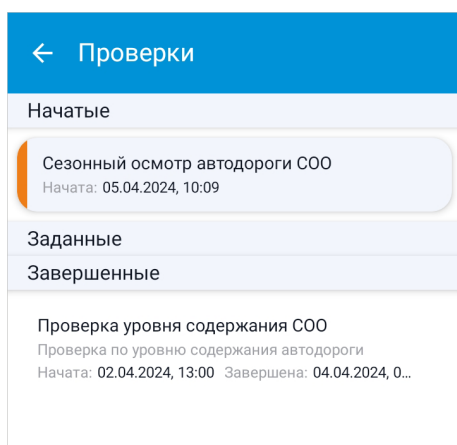 Проверки
Начатые
Сезонный осмотр автодороги СОО
Начата: 05.04.2024, 10:09
Заданные
Завершенные
Проверка уровня содержания СОО
Проверка по уровню содержания автодороги
Начата: 02.04.2024, 13:00 Завершена: 04.04.2024, 0...